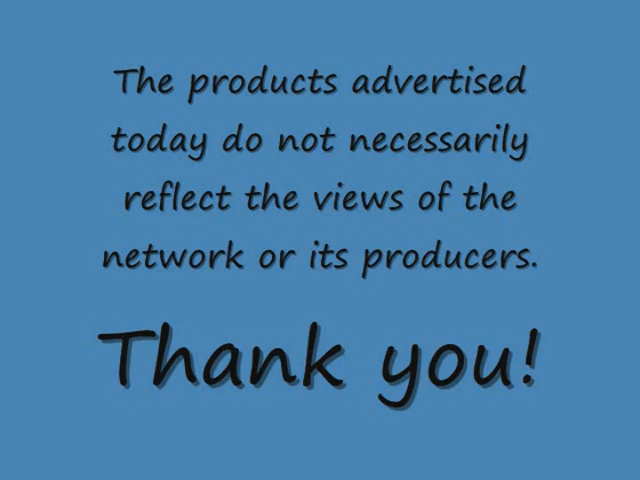 The products advertised
today do not necessarily
reflect the views of the
network or its producers.
Thank you!